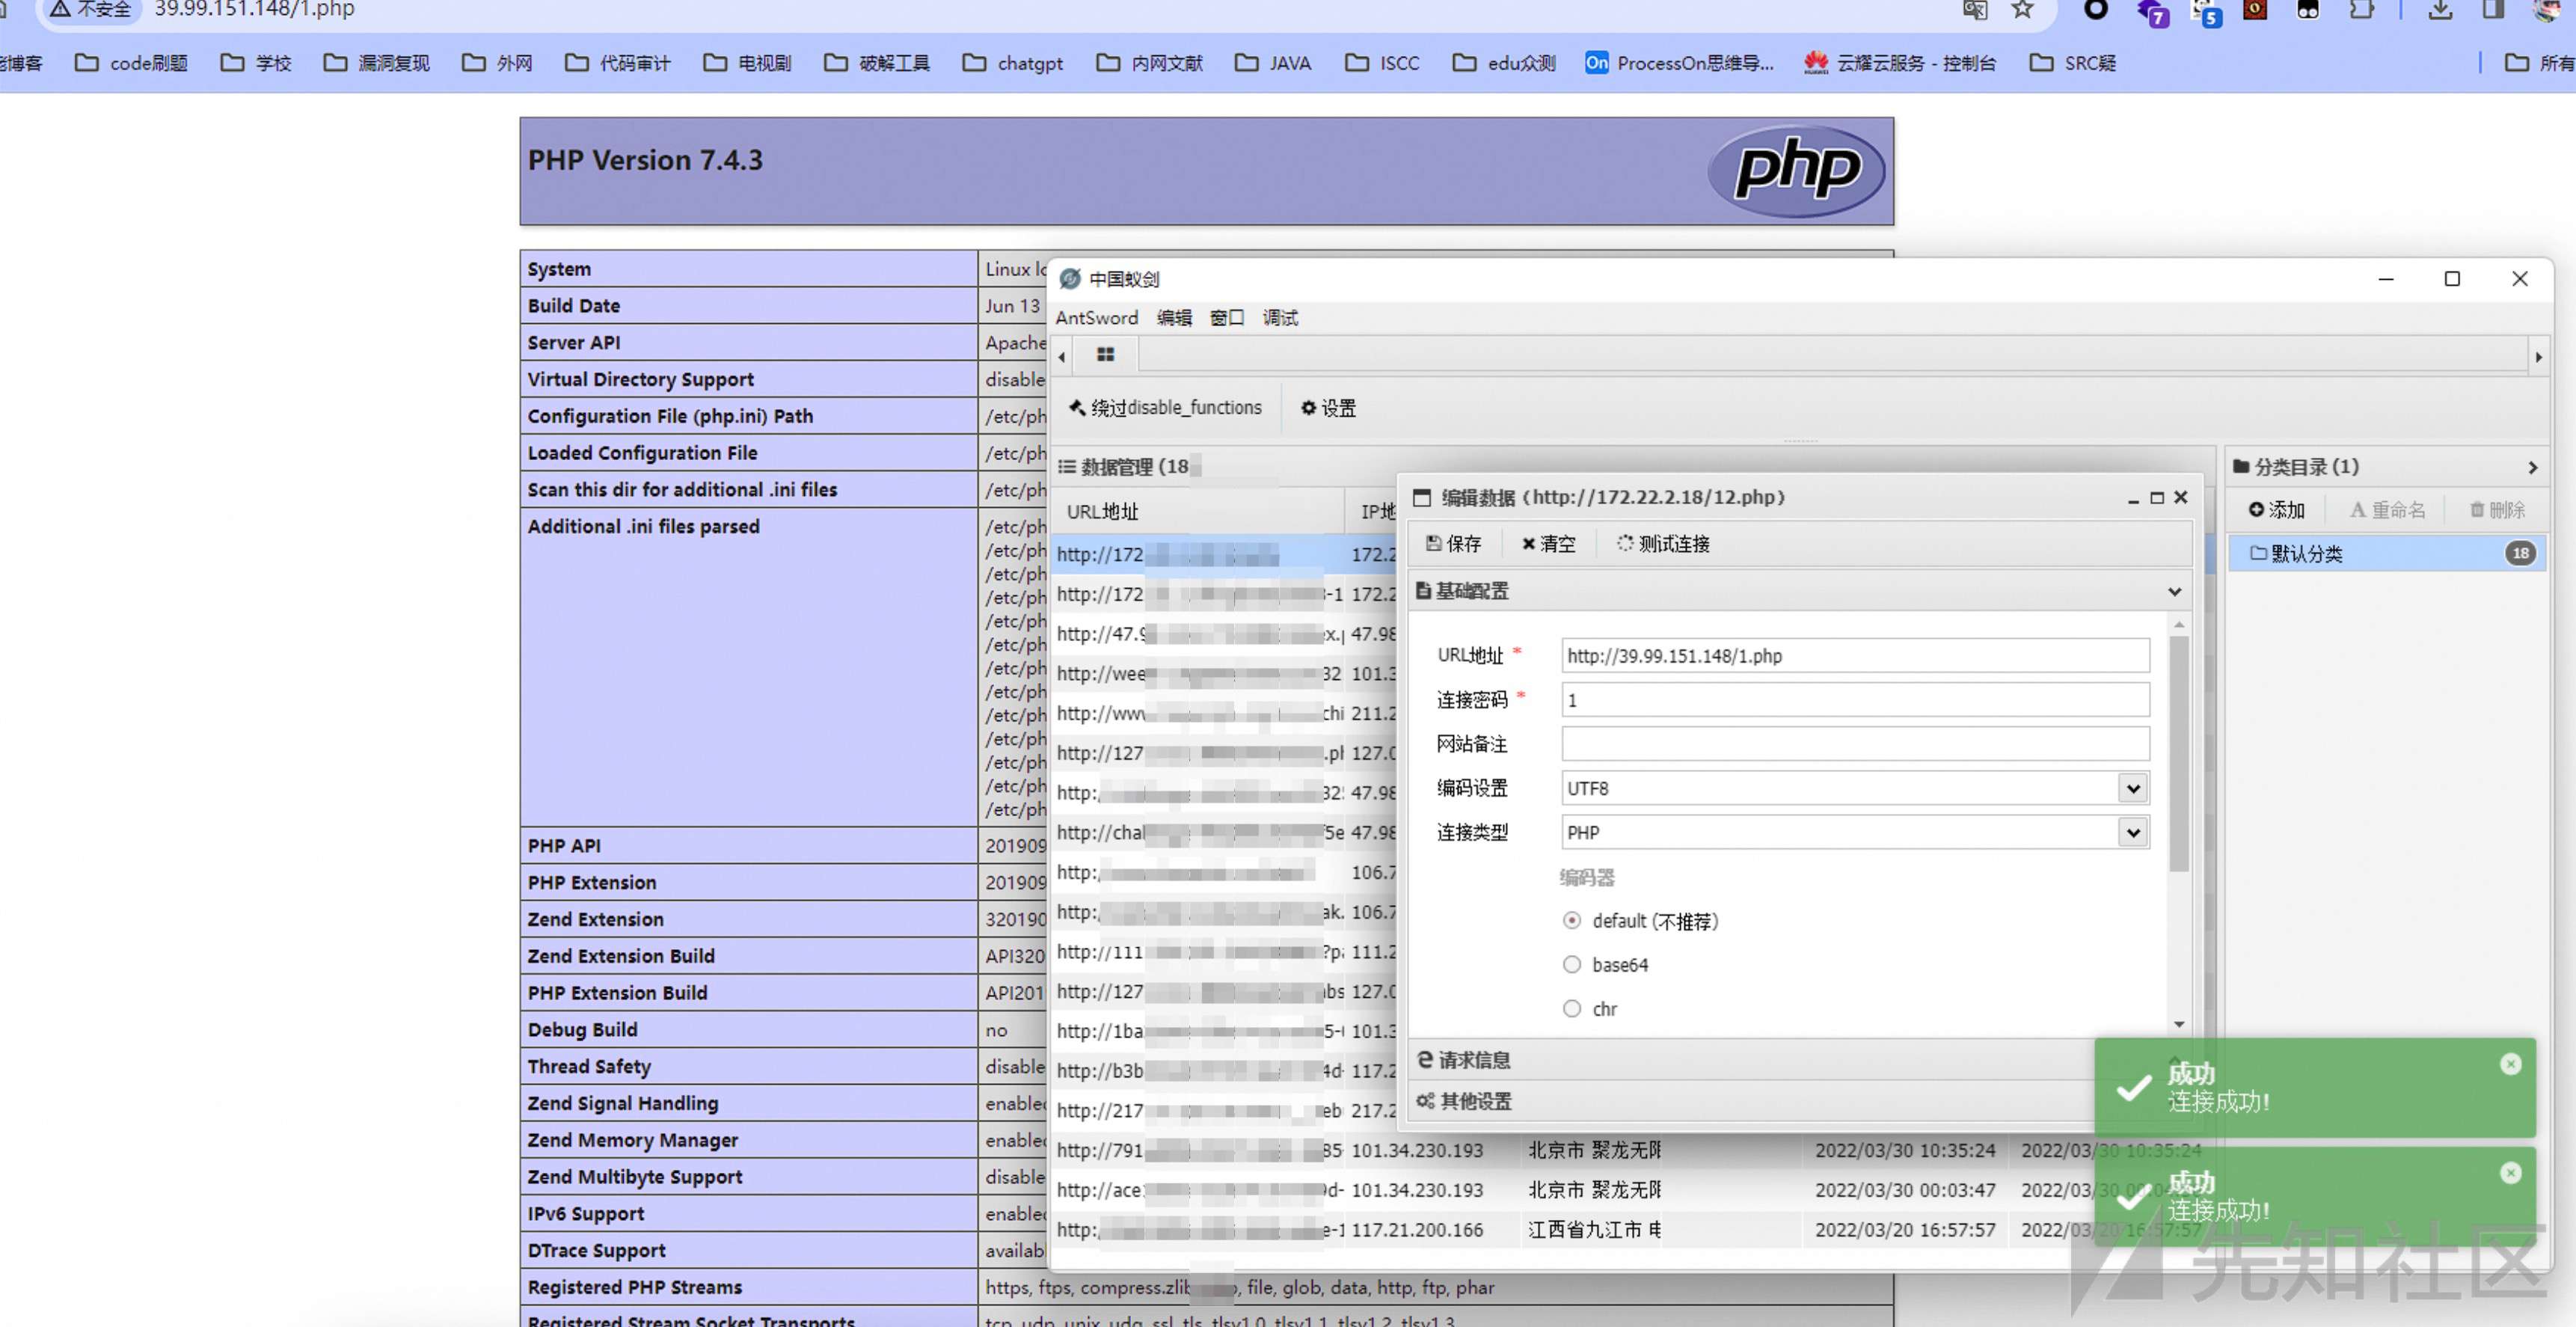 不安全 39.99.151.148/1.php
7 5
博客 code刷题 学校 漏洞复现 外网 代码审计 电视剧 破解工具 chatgpt 内网文献 JAVA ISCC edu众测 On ProcessOn思维导... 云耀云服务 - 控制台 SRC疑 所有
PHP Version 7.4.3
php
System Linux
Build Date Jun 13
Server API Apache
Virtual Directory Support disable
Configuration File (php.ini) Path /etc/ph
Loaded Configuration File /etc/ph
Scan this dir for additional .ini files /etc/ph
Additional .ini files parsed /etc/ph
/etc/ph
/etc/ph
/etc/ph
/etc/ph
/etc/ph
/etc/ph
/etc/ph
/etc/ph
/etc/ph
/etc/ph
/etc/ph
/etc/ph
PHP API 201909
PHP Extension 201909
Zend Extension 320190
Zend Extension Build API320
PHP Extension Build API201
Debug Build no
Thread Safety disable
Zend Signal Handling enable
Zend Memory Manager enable
Zend Multibyte Support disable
IPv6 Support enable
DTrace Support availab
Registered PHP Streams https, ftps, compress.zlib, file, glob, data, http, ftp, phar
Registered Stream Socket Transports tcp, udp, unix, udg, ssl, tls, tlsv1.0, tlsv1.1, tlsv1.2, tlsv1.3
中国蚁剑
AntSword 编辑 窗口 调试
绕过disable_functions 设置
数据管理 (18
URL地址 IP地
http://172 172.2
http://172 -1 172.2
http://47.9 ex.p 47.98
http://wee 32 101.3
http://www chi 211.2
http://127 .ph 127.0
http:/ 32 47.98
http://chal f5e 47.98
http:/ 106.7
http:/ ak. 106.7
http://111 ?pa 111.2
http://127 abs 127.0
http://1ba 5- 101.3
http://b3b 4d- 117.2
http://217 eb 217.2
http://791 85- 101.34.230.193 北京市 聚龙无限 2022/03/30 10:35:24 2022/03/30 10:35:24
http://ace 9d- 101.34.230.193 北京市 聚龙无限 2022/03/30 00:03:47 2022/03/30
http:/ e-1 117.21.200.166 江西省九江市 电 2022/03/20 16:57:57 2022/03/20 16:57:57
编辑数据 (http://172.22.2.18/12.php)
保存 清空 测试连接
基础配置
URL地址 * http://39.99.151.148/1.php
连接密码 * 1
网站备注
编码设置 UTF8
连接类型 PHP
编码器
default (不推荐)
base64
chr
请求信息
其他设置
分类目录 (1)
添加 重命名 删除
默认分类 18
成功
连接成功!
成功
连接成功!
先知社区